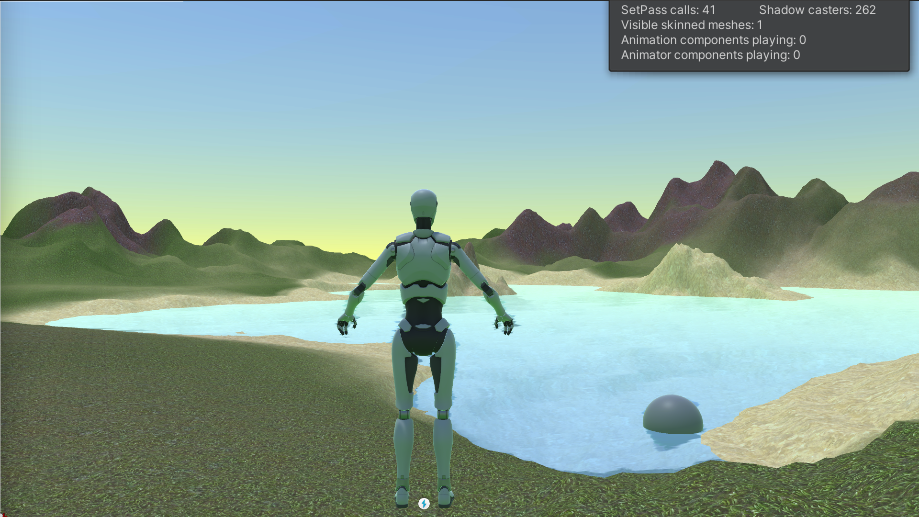 SetPass calls: 41 Shadow casters: 262
Visible skinned meshes: 1
Animation components playing: 0
Animator components playing: 0